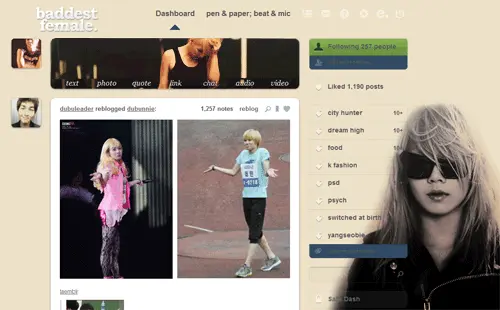 baddest
female.
Dashboard pen & paper; beat & mic
text photo quote link chat audio video
Following 257 people
dubuleader reblogged dubunnie: 1,257 notes reblog
Liked 1,190 posts
city hunter 10+
dream high 10+
food 10+
k fashion
psd
psych
switched at birth
yangseobie
taombit: